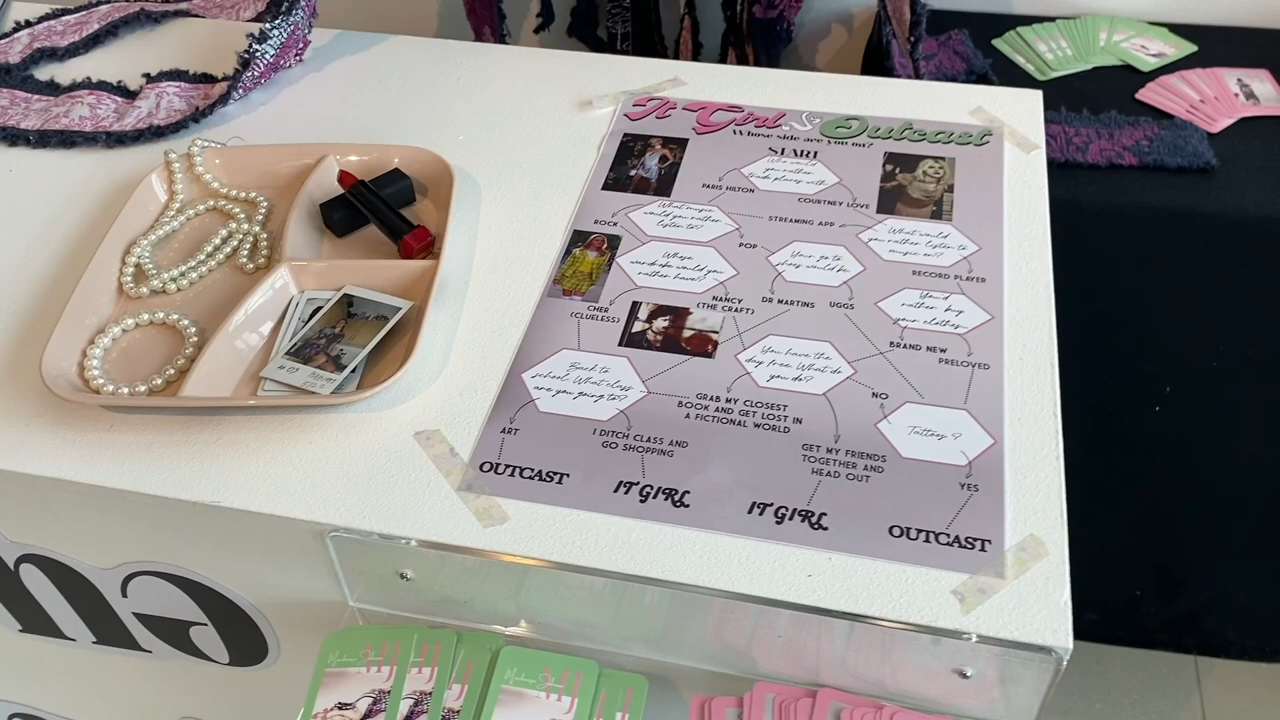 It Girl & Outcast
Whose side are you on?
START
Who would
you rather
trade places with
PARIS HILTON
COURTNEY LOVE
What music
would you rather
listen to?
STREAMING APP
What would
you rather listen to
music on?
ROCK
POP
RECORD PLAYER
Whose
wardrobe would you
rather have?
Your go to
shoes would be
You'd
rather buy
your clothes
CHER
(CLUELESS)
NANCY
(THE CRAFT)
DR MARTINS
UGGS
BRAND NEW
PRELOVED
Back to
school. What class
are you going to?
You have the
day free. What do
you do?
NO
Tattoos?
GRAB MY CLOSEST
BOOK AND GET LOST IN
A FICTIONAL WORLD
ART
I DITCH CLASS AND
GO SHOPPING
GET MY FRIENDS
TOGETHER AND
HEAD OUT
YES
OUTCAST
IT GIRL
IT GIRL
OUTCAST
MJ
MJ